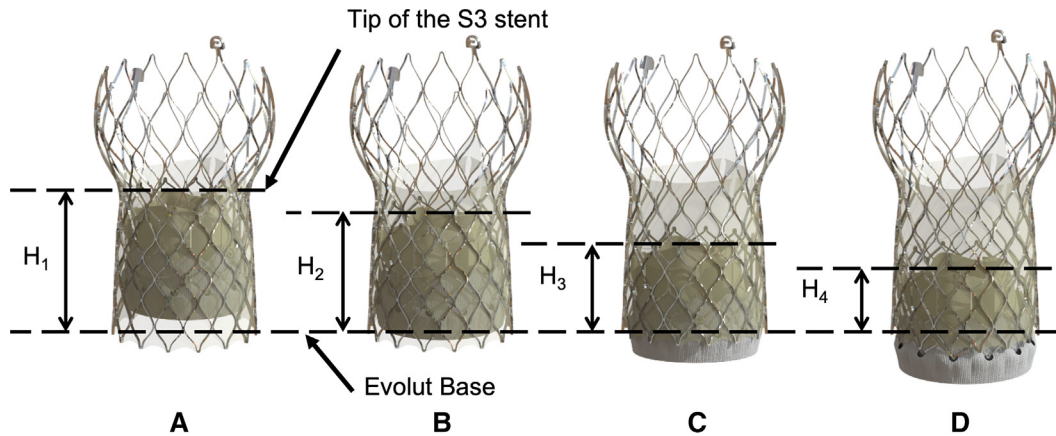 Tip of the S3 stent
H₁
H₂
H₃
H₄
Evolut Base
A B C D